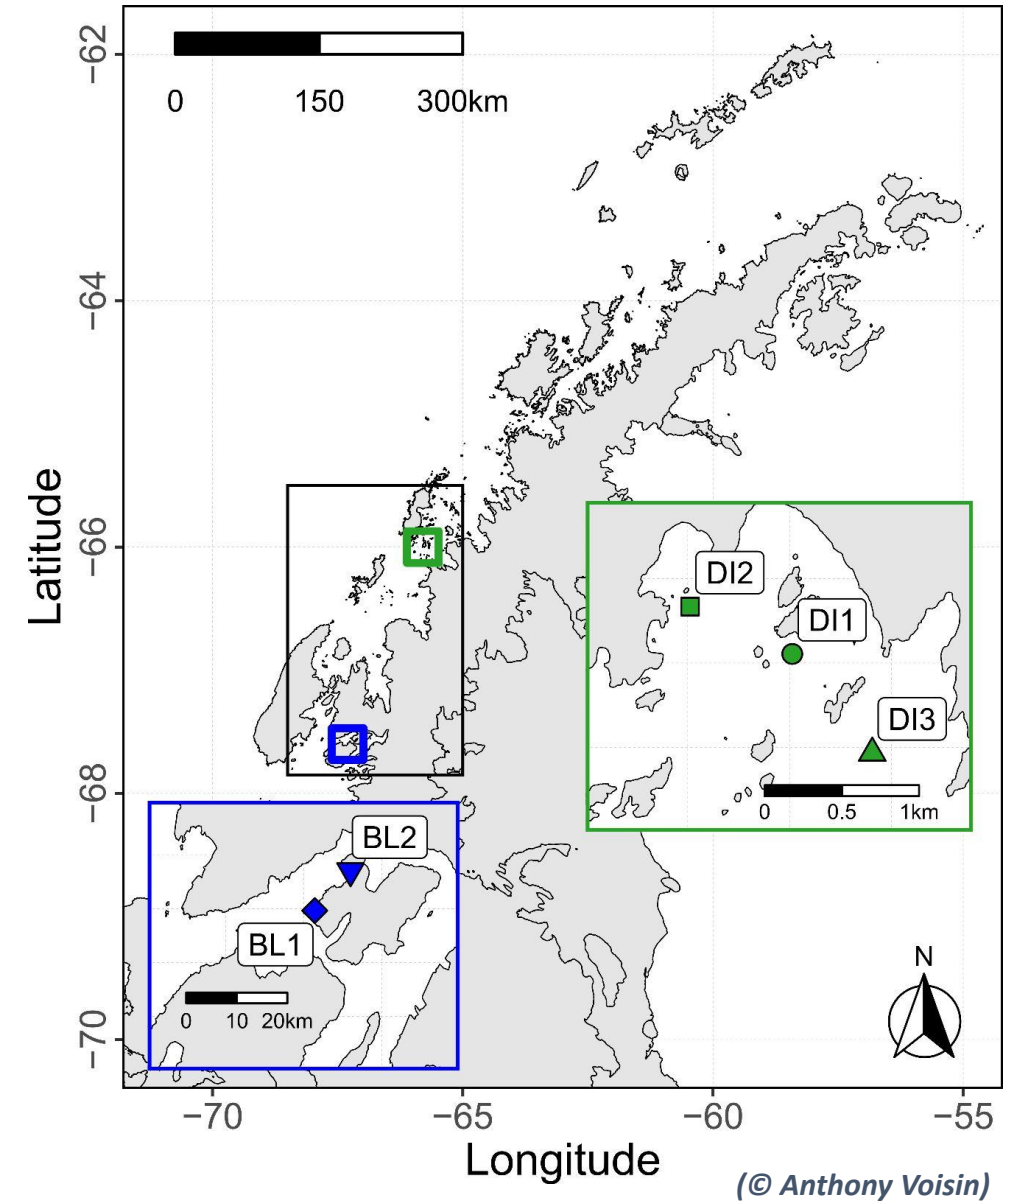 −62
0 150 300km
−64
Latitude
−66
DI2
DI1
DI3
0 0.5 1km
−68
BL2
BL1
0 10 20km
N
−70
−70 −65 −60 −55
Longitude
(© Anthony Voisin)